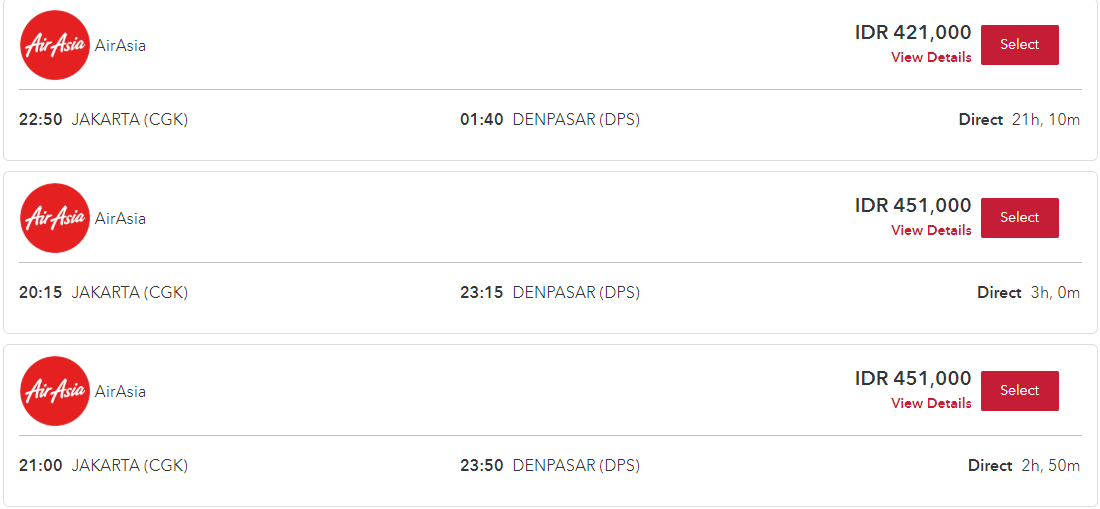 AirAsia AirAsia IDR 421,000 Select
View Details
22:50 JAKARTA (CGK) 01:40 DENPASAR (DPS) Direct 21h, 10m
AirAsia AirAsia IDR 451,000 Select
View Details
20:15 JAKARTA (CGK) 23:15 DENPASAR (DPS) Direct 3h, 0m
AirAsia AirAsia IDR 451,000 Select
View Details
21:00 JAKARTA (CGK) 23:50 DENPASAR (DPS) Direct 2h, 50m